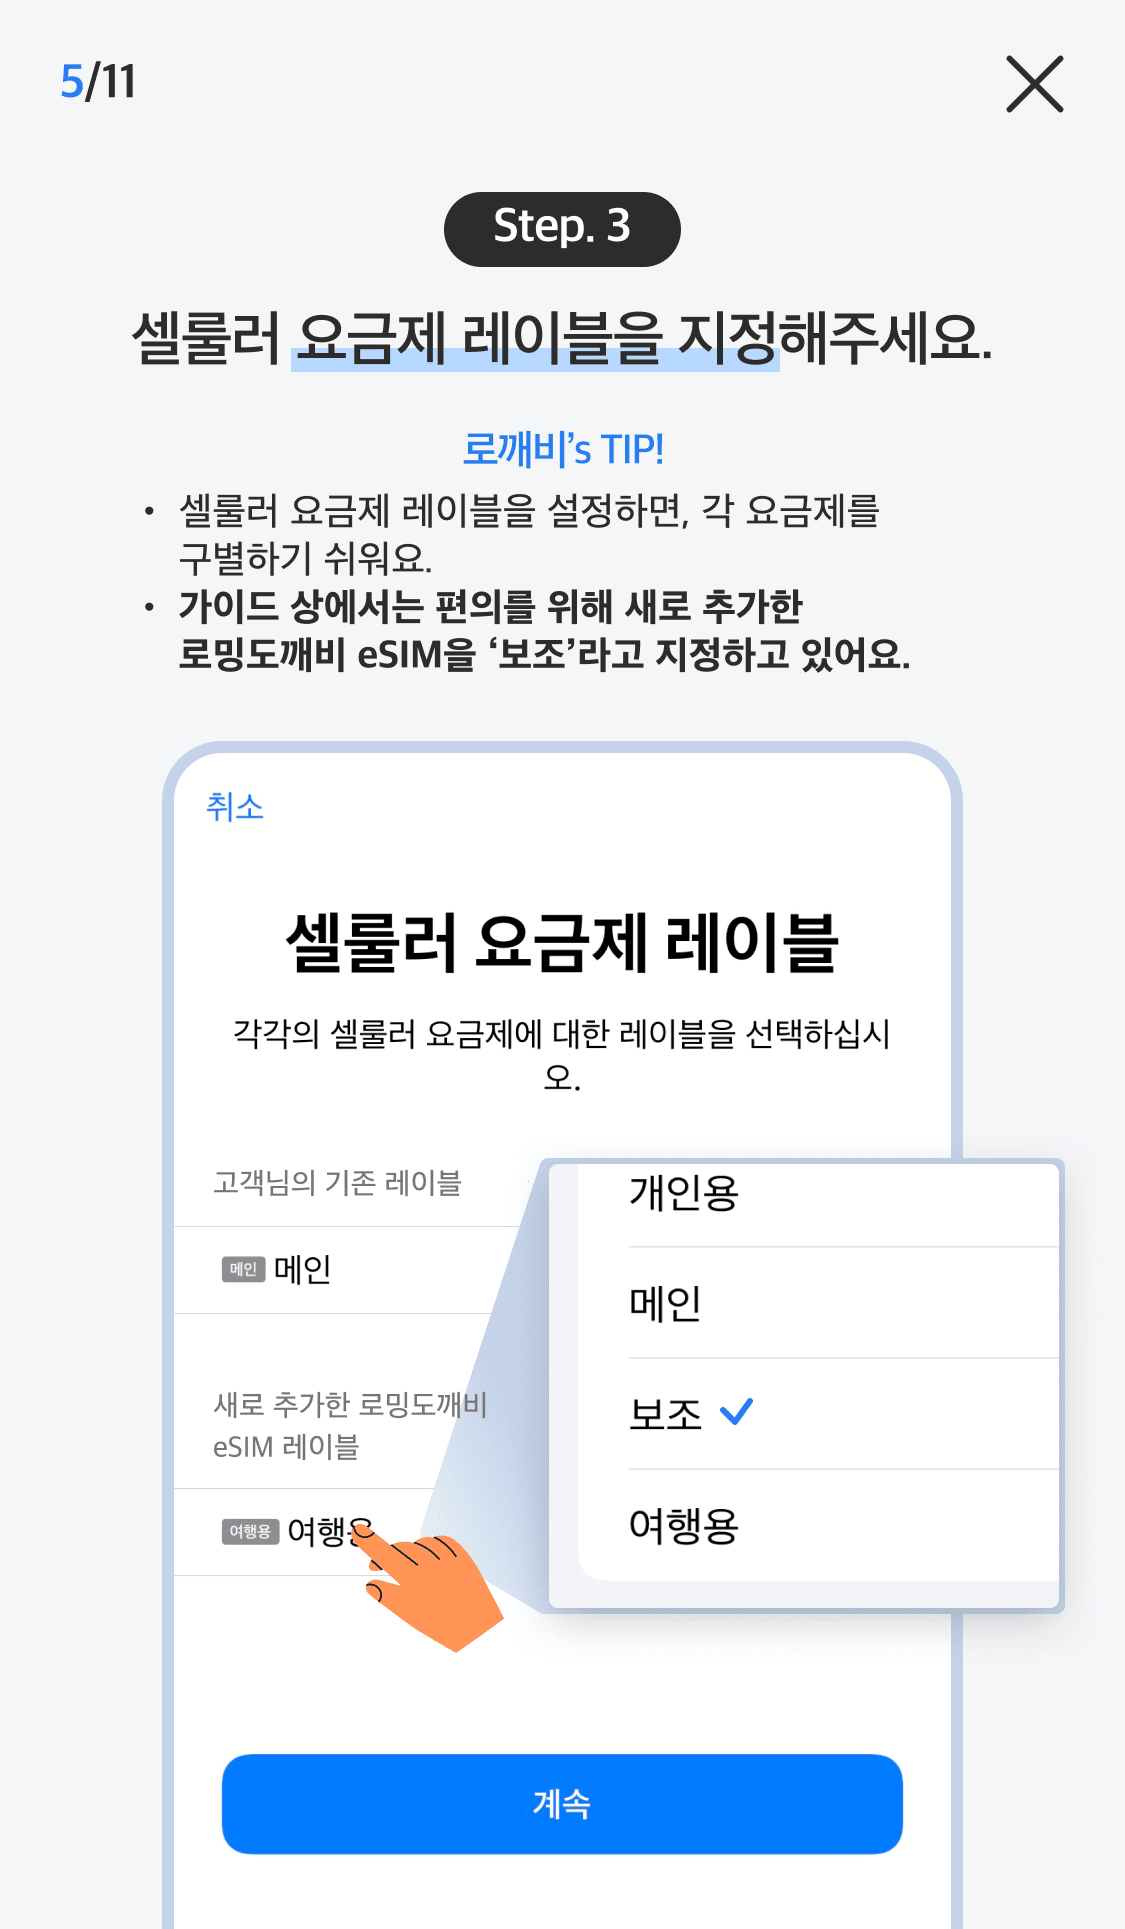 5/11
Step. 3
셀룰러 요금제 레이블을 지정해주세요.
로깨비’s TIP!
• 셀룰러 요금제 레이블을 설정하면, 각 요금제를
구별하기 쉬워요.
• 가이드 상에서는 편의를 위해 새로 추가한
로밍도깨비 eSIM을 ‘보조’라고 지정하고 있어요.
취소
셀룰러 요금제 레이블
각각의 셀룰러 요금제에 대한 레이블을 선택하십시
오.
고객님의 기존 레이블
메인 메인
새로 추가한 로밍도깨비
eSIM 레이블
여행용 여행용
개인용
메인
보조
여행용
계속